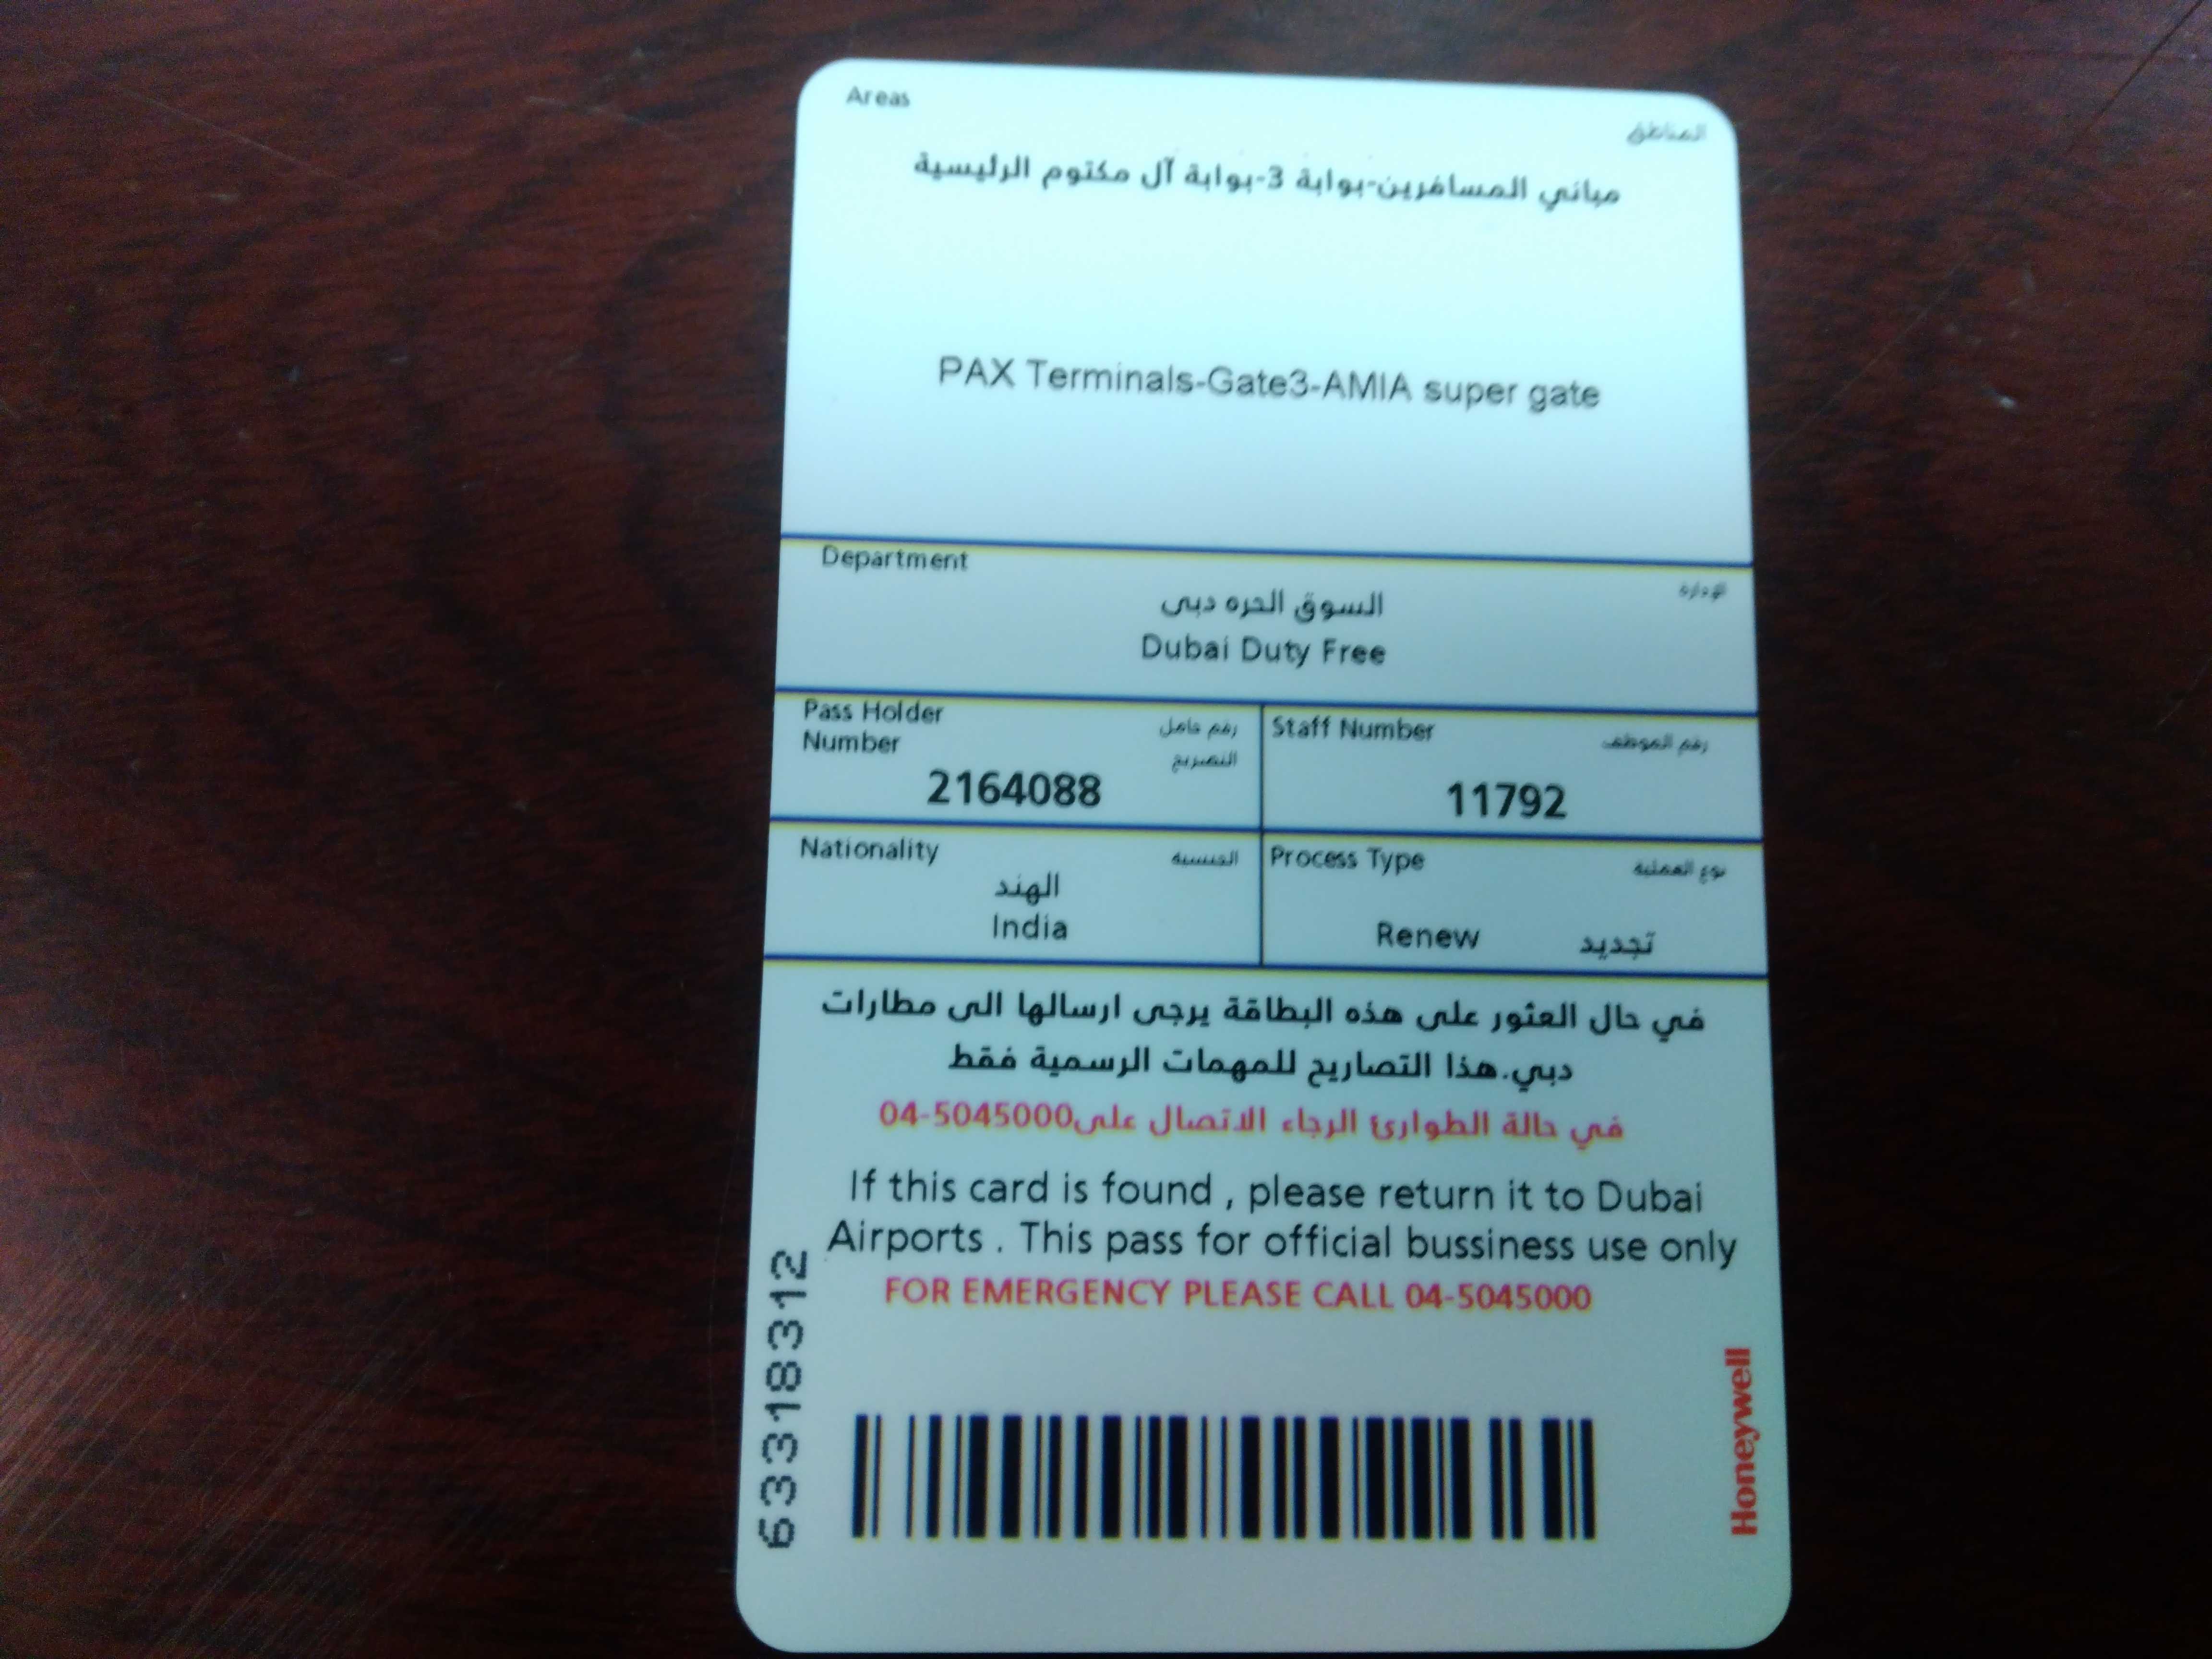 Areas
المناطق
مباني المسافرين-بوابة 3-بوابة آل مكتوم الرئيسية
PAX Terminals-Gate3-AMIA super gate
Department
الإدارة
السوق الحره دبى
Dubai Duty Free
Pass Holder
Number
رقم حامل
التصريح
2164088
Staff Number
رقم الموظف
11792
Nationality
الجنسية
الهند
India
Process Type
نوع العملية
Renew تجديد
في حال العثور على هذه البطاقة يرجى ارسالها الى مطارات
دبي.هذا التصاريح للمهمات الرسمية فقط
في حالة الطوارئ الرجاء الاتصال على04-5045000
If this card is found , please return it to Dubai
Airports . This pass for official bussiness use only
FOR EMERGENCY PLEASE CALL 04-5045000
63318312
Honeywell